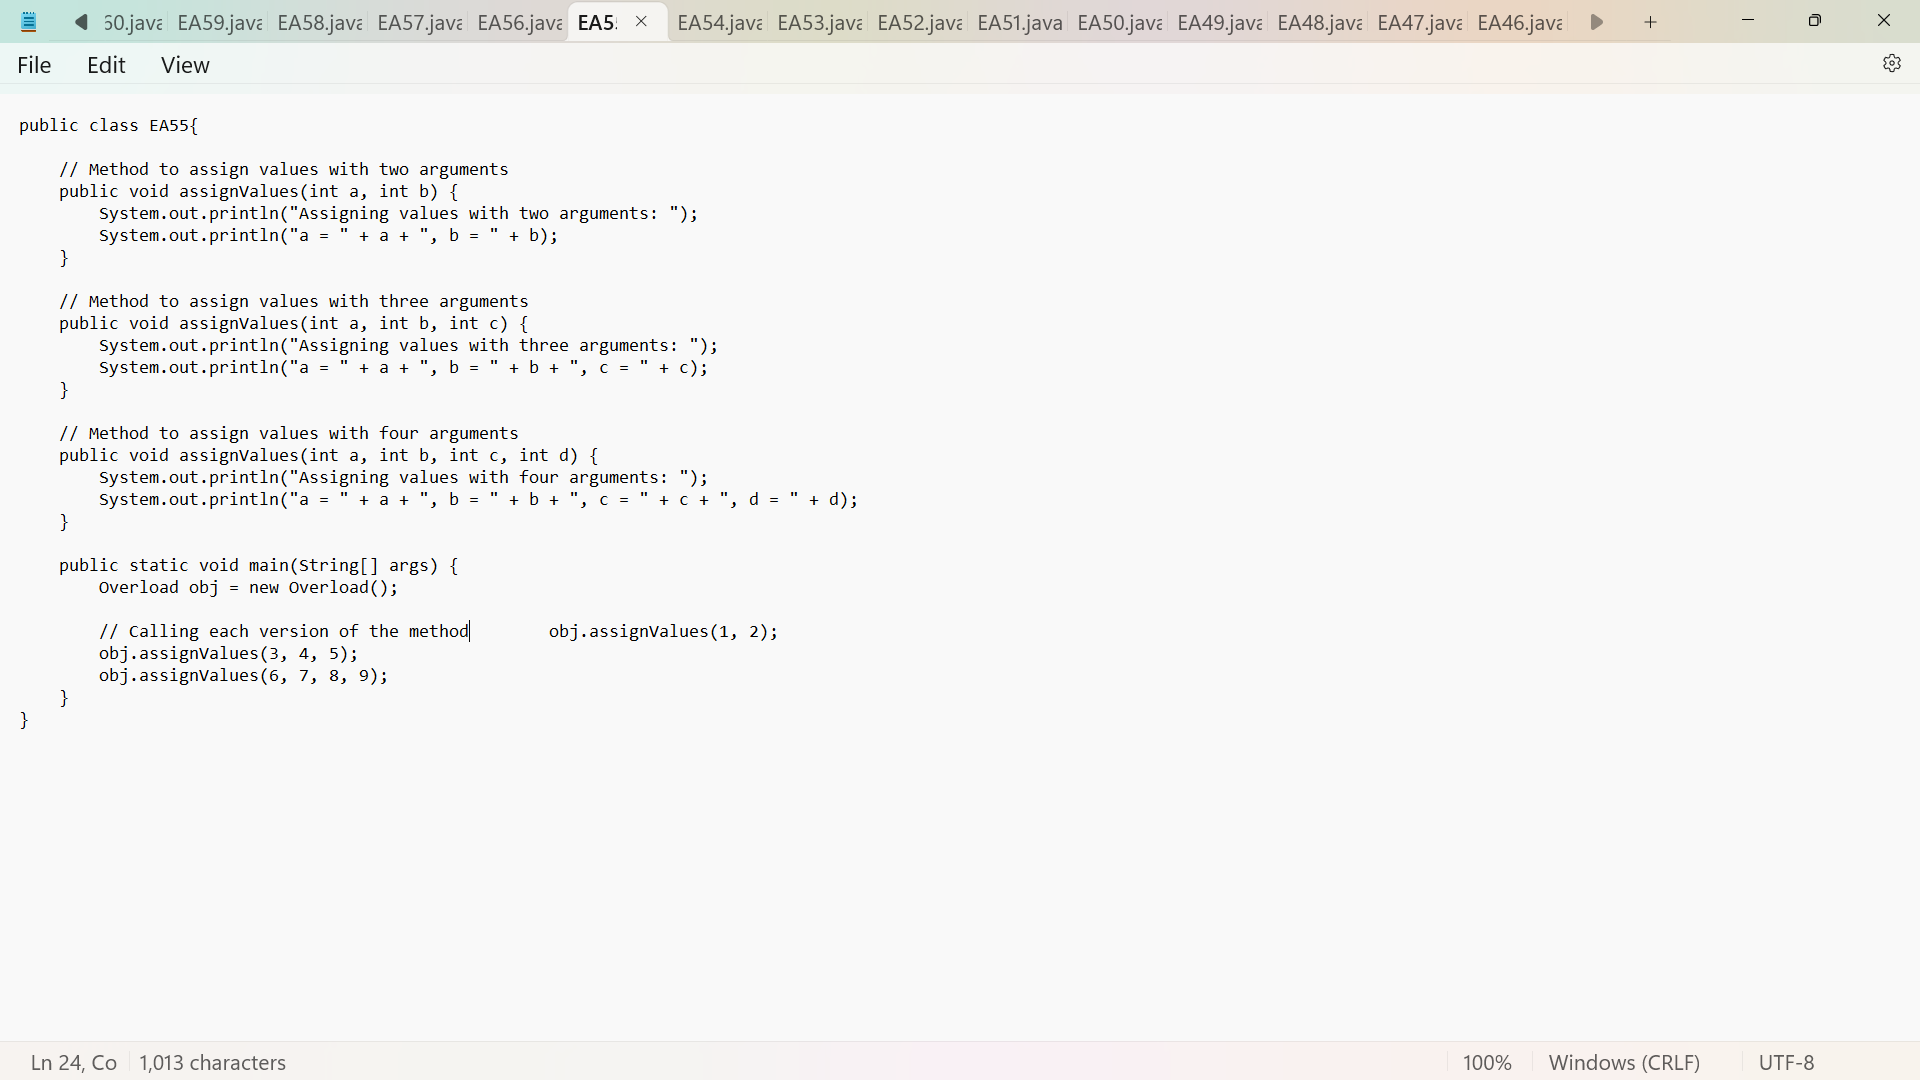 60.java EA59.java EA58.java EA57.java EA56.java EA55 EA54.java EA53.java EA52.java EA51.java EA50.java EA49.java EA48.java EA47.java EA46.java
File Edit View
public class EA55{
    // Method to assign values with two arguments
    public void assignValues(int a, int b) {
        System.out.println("Assigning values with two arguments: ");
        System.out.println("a = " + a + ", b = " + b);
    }
    // Method to assign values with three arguments
    public void assignValues(int a, int b, int c) {
        System.out.println("Assigning values with three arguments: ");
        System.out.println("a = " + a + ", b = " + b + ", c = " + c);
    }
    // Method to assign values with four arguments
    public void assignValues(int a, int b, int c, int d) {
        System.out.println("Assigning values with four arguments: ");
        System.out.println("a = " + a + ", b = " + b + ", c = " + c + ", d = " + d);
    }
    public static void main(String[] args) {
        Overload obj = new Overload();
        // Calling each version of the method        obj.assignValues(1, 2);
        obj.assignValues(3, 4, 5);
        obj.assignValues(6, 7, 8, 9);
    }
}
Ln 24, Co 1,013 characters 100% Windows (CRLF) UTF-8